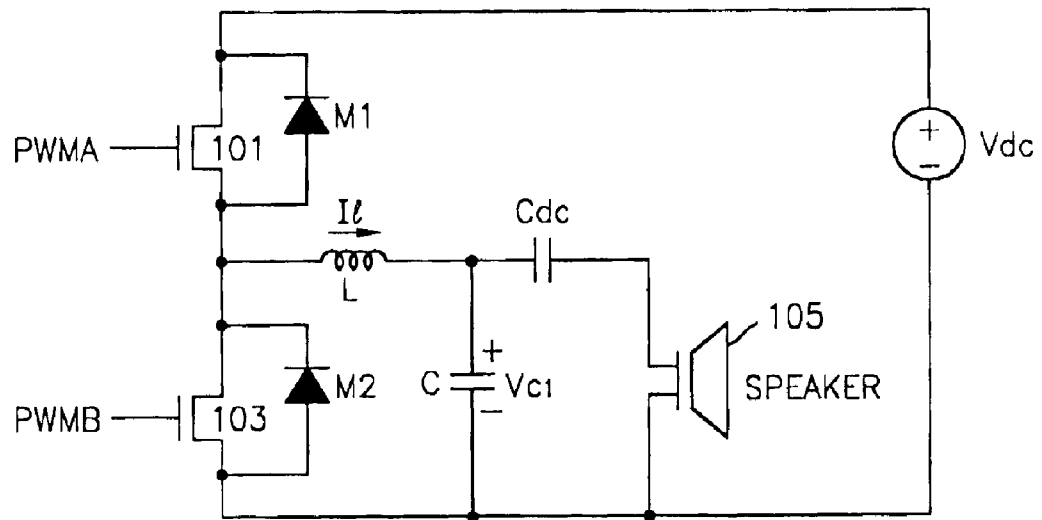 M1
PWMA
101
+
-
Vdc
Il
Cdc
L
105
M2
C
+
Vc1
-
SPEAKER
PWMB
103